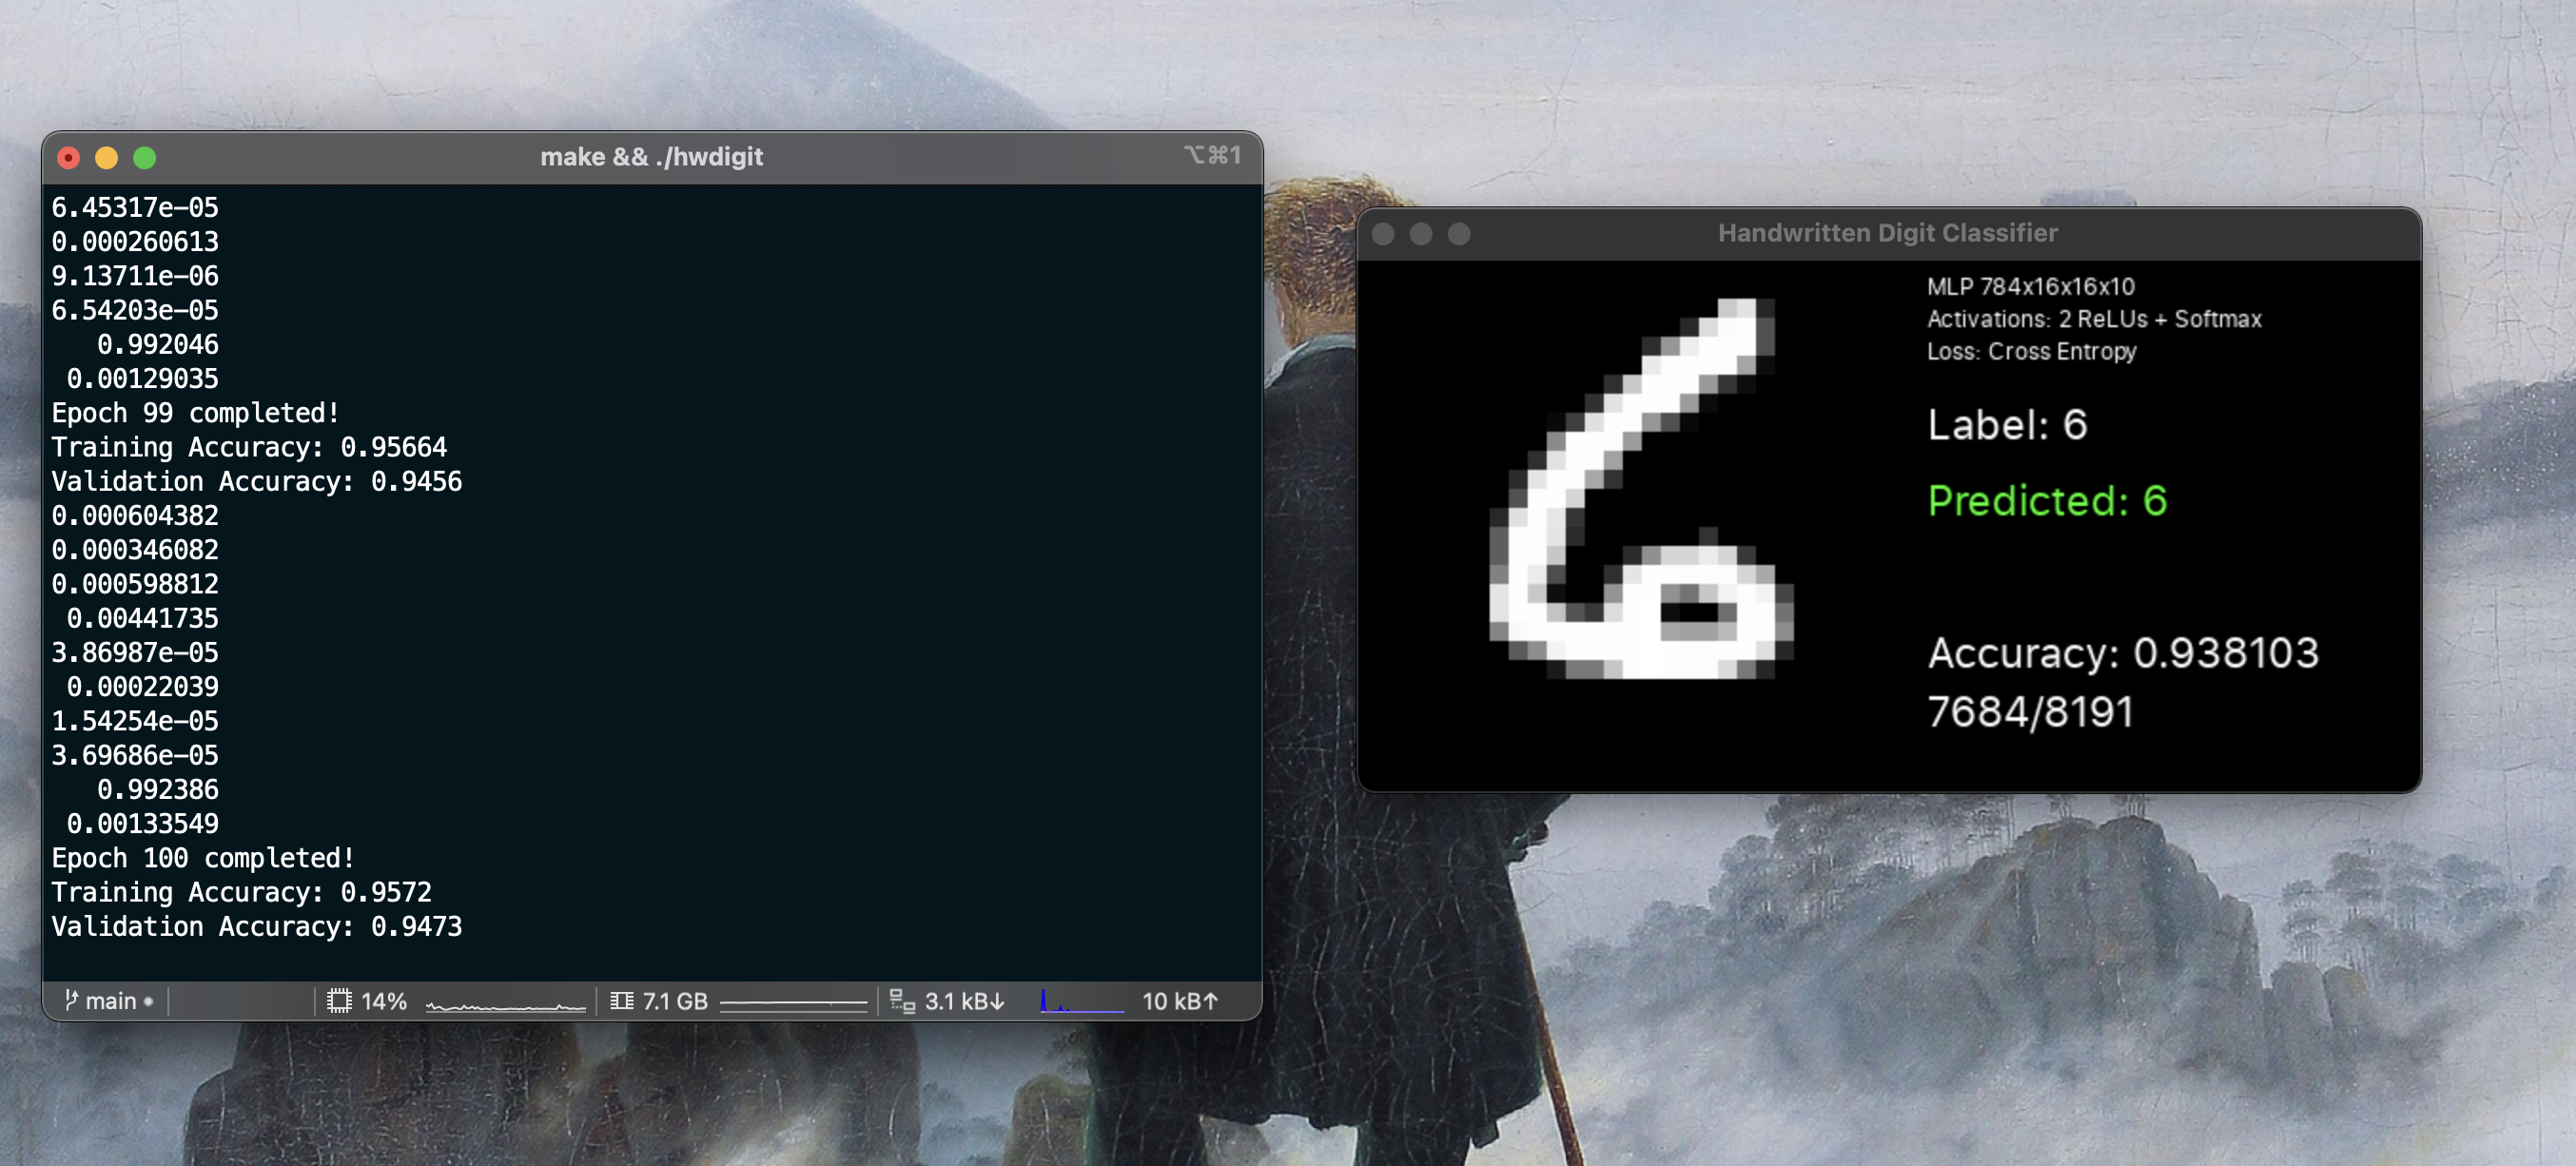 make && ./hwdigit
⌥⌘1
6.45317e-05
0.000260613
9.13711e-06
6.54203e-05
0.992046
0.00129035
Epoch 99 completed!
Training Accuracy: 0.95664
Validation Accuracy: 0.9456
0.000604382
0.000346082
0.000598812
0.00441735
3.86987e-05
0.00022039
1.54254e-05
3.69686e-05
0.992386
0.00133549
Epoch 100 completed!
Training Accuracy: 0.9572
Validation Accuracy: 0.9473
main
14%
7.1 GB
3.1 kB↓
10 kB↑
Handwritten Digit Classifier
6
MLP 784x16x16x10
Activations: 2 ReLUs + Softmax
Loss: Cross Entropy
Label: 6
Predicted: 6
Accuracy: 0.938103
7684/8191